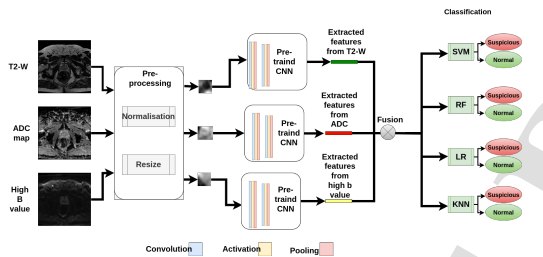 Classification
T2-W
ADC
map
High
B
value
Pre-
processing
Normalisation
Resize
Pre-
traind
CNN
Pre-
traind
CNN
Pre-
traind
CNN
Extracted
features
from T2-W
Extracted
features
from
ADC
Extracted
features
from
high b
value
Fusion
SVM
Suspicious
Normal
RF
Suspicious
Normal
LR
Suspicious
Normal
KNN
Suspicious
Normal
Convolution
Activation
Pooling